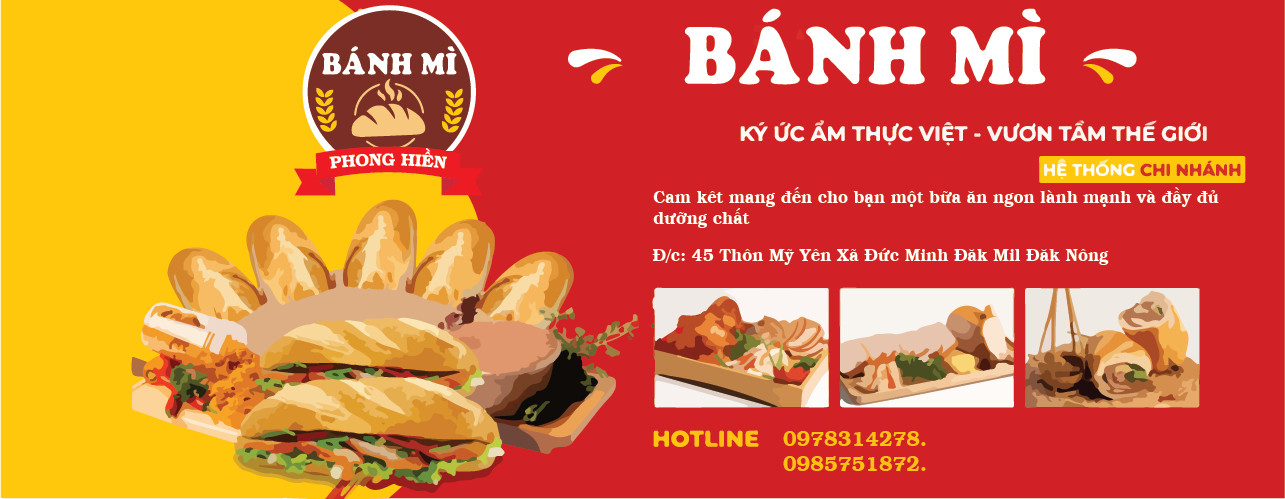 BÁNH MÌ
PHONG HIỀN
BÁNH MÌ
KÝ ỨC ẨM THỰC VIỆT - VƯƠN TẦM THẾ GIỚI
HỆ THỐNG CHI NHÁNH
Cam kêt mang đến cho bạn một bữa ăn ngon lành mạnh và đầy đủ
dưỡng chất
Đ/c: 45 Thôn Mỹ Yên Xã Đức Minh Đăk Mil Đăk Nông
HOTLINE 0978314278.
0985751872.